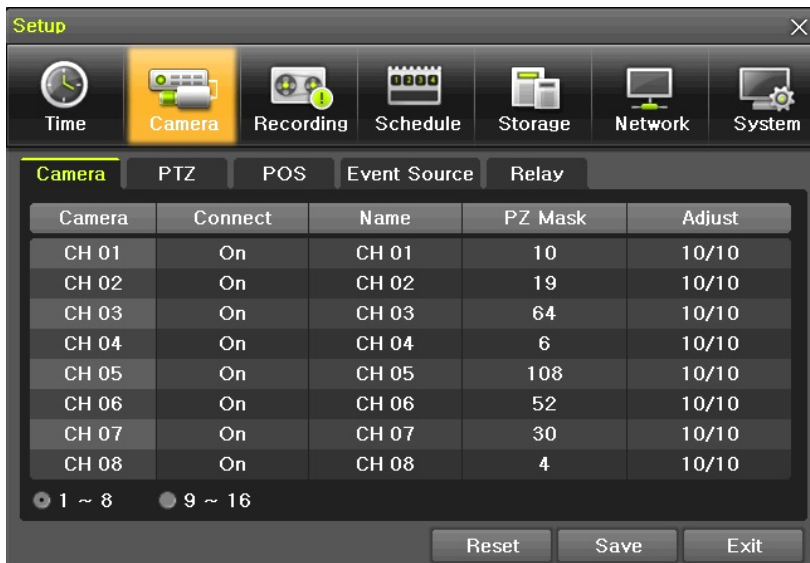 Setup
Time Camera Recording Schedule Storage Network System
Camera PTZ POS Event Source Relay
Camera Connect Name PZ Mask Adjust
CH 01 On CH 01 10 10/10
CH 02 On CH 02 19 10/10
CH 03 On CH 03 64 10/10
CH 04 On CH 04 6 10/10
CH 05 On CH 05 108 10/10
CH 06 On CH 06 52 10/10
CH 07 On CH 07 30 10/10
CH 08 On CH 08 4 10/10
1 ~ 8 9 ~ 16
Reset Save Exit